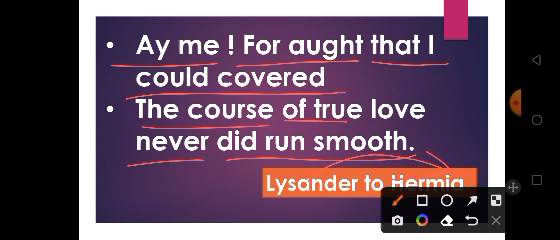 • Ay me ! For aught that I
could covered
• The course of true love
never did run smooth.
Lysander to Hermia